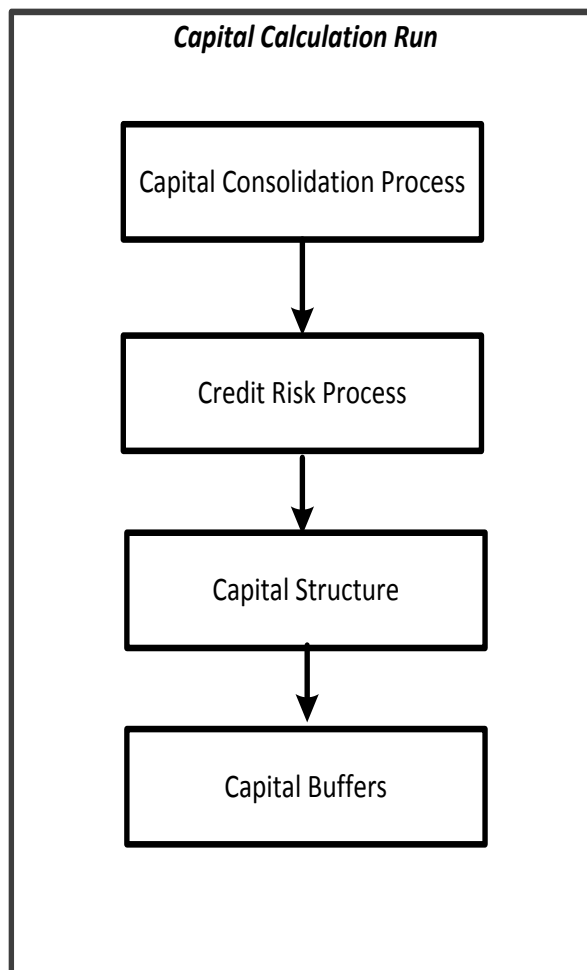 Capital Calculation Run
Capital Consolidation Process
Credit Risk Process
Capital Structure
Capital Buffers